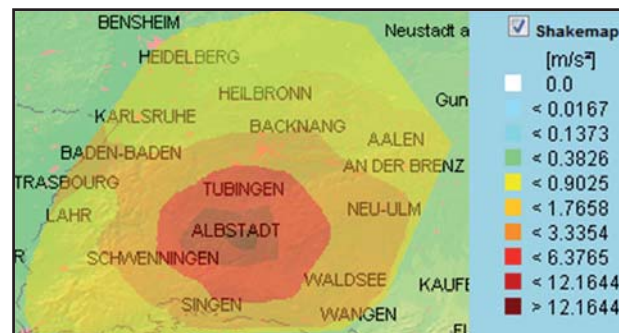 BENSHEIM
Neustadt a
HEIDELBERG
HEILBRONN
Gun
KARLSRUHE
BACKNANG
AALEN
BADEN-BADEN
AN DER BRENZ
TRASBOURG
TUBINGEN
LAHR
NEU-ULM
ALBSTADT
R
SCHWENNINGEN
WALDSEE
KAUFE
SINGEN
WANGEN
Shakemap
[m/s²]
0.0
< 0.0167
< 0.1373
< 0.3826
< 0.9025
< 1.7658
< 3.3354
< 6.3765
< 12.1644
> 12.1644